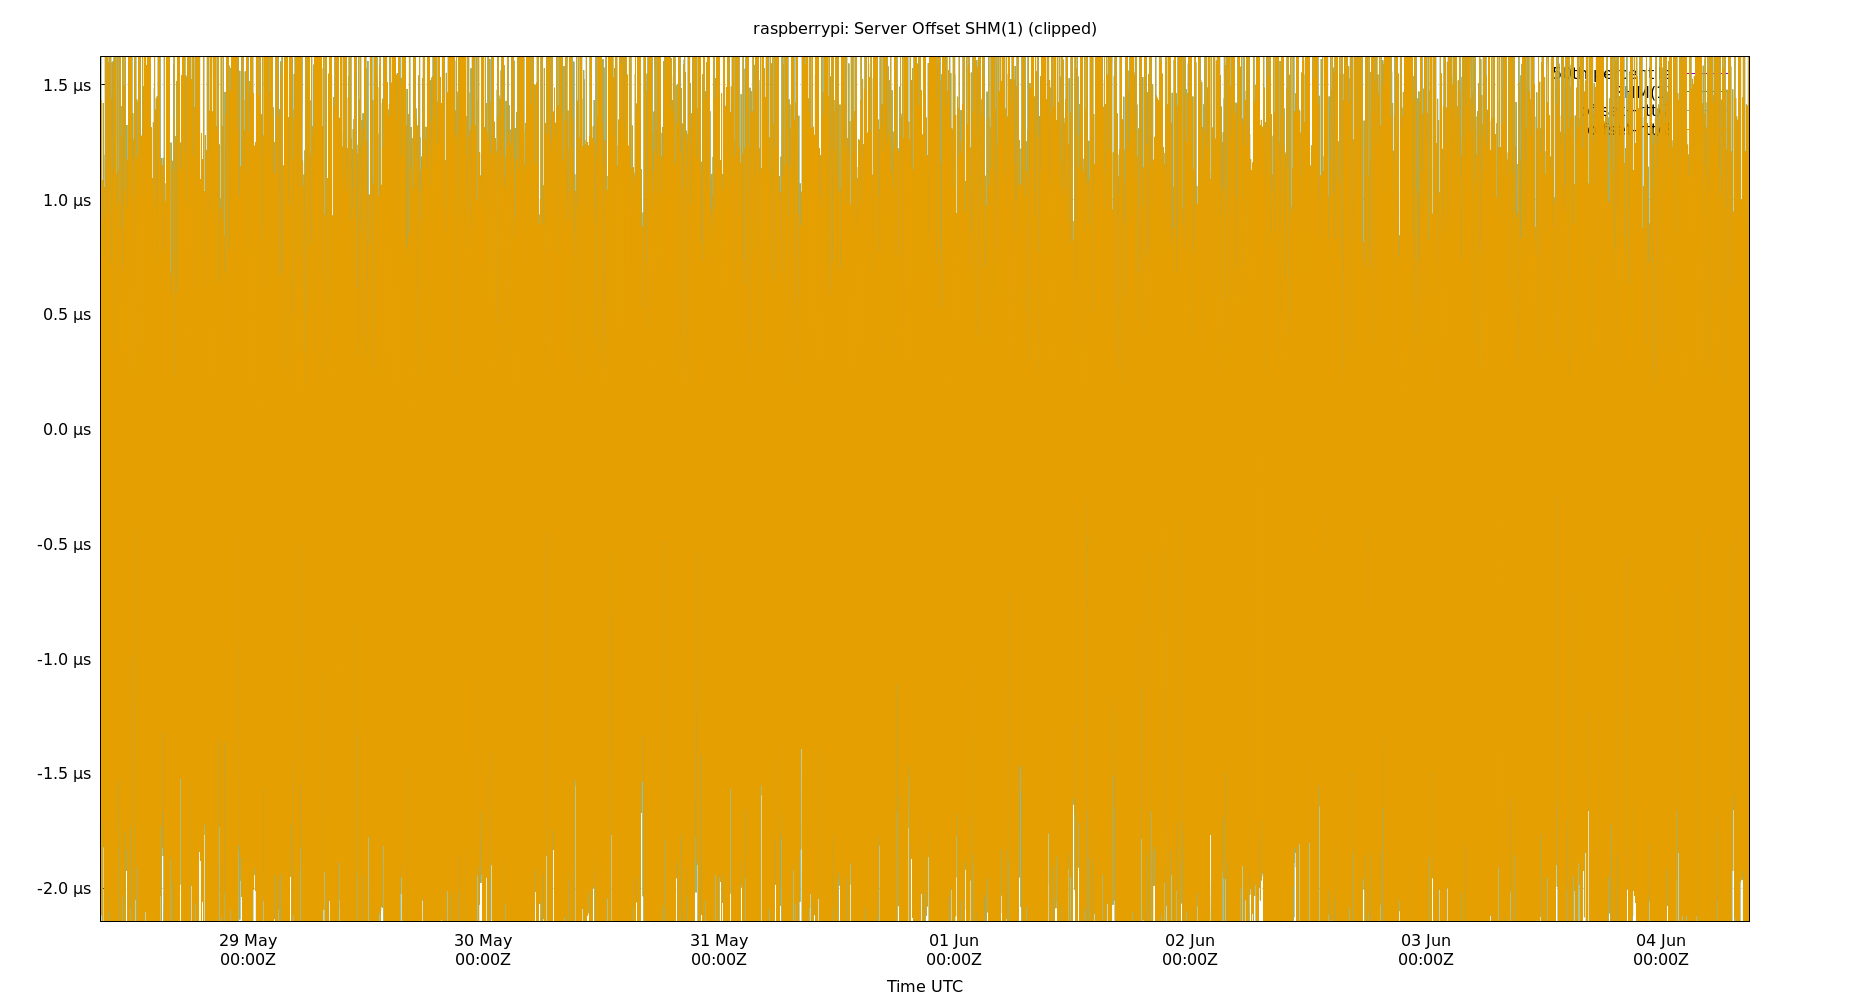 raspberrypi: Server Offset SHM(1) (clipped)
1.5 µs
1.0 µs
0.5 µs
0.0 µs
-0.5 µs
-1.0 µs
-1.5 µs
-2.0 µs
29 May 30 May 31 May 01 Jun 02 Jun 03 Jun 04 Jun
00:00Z 00:00Z 00:00Z 00:00Z 00:00Z 00:00Z 00:00Z
Time UTC